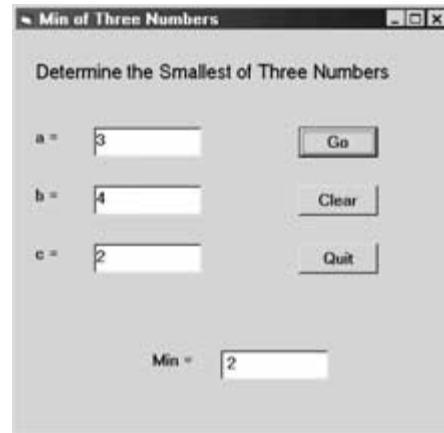 Min of Three Numbers
Determine the Smallest of Three Numbers
a = 3 Go
b = 4 Clear
c = 2 Quit
Min = 2